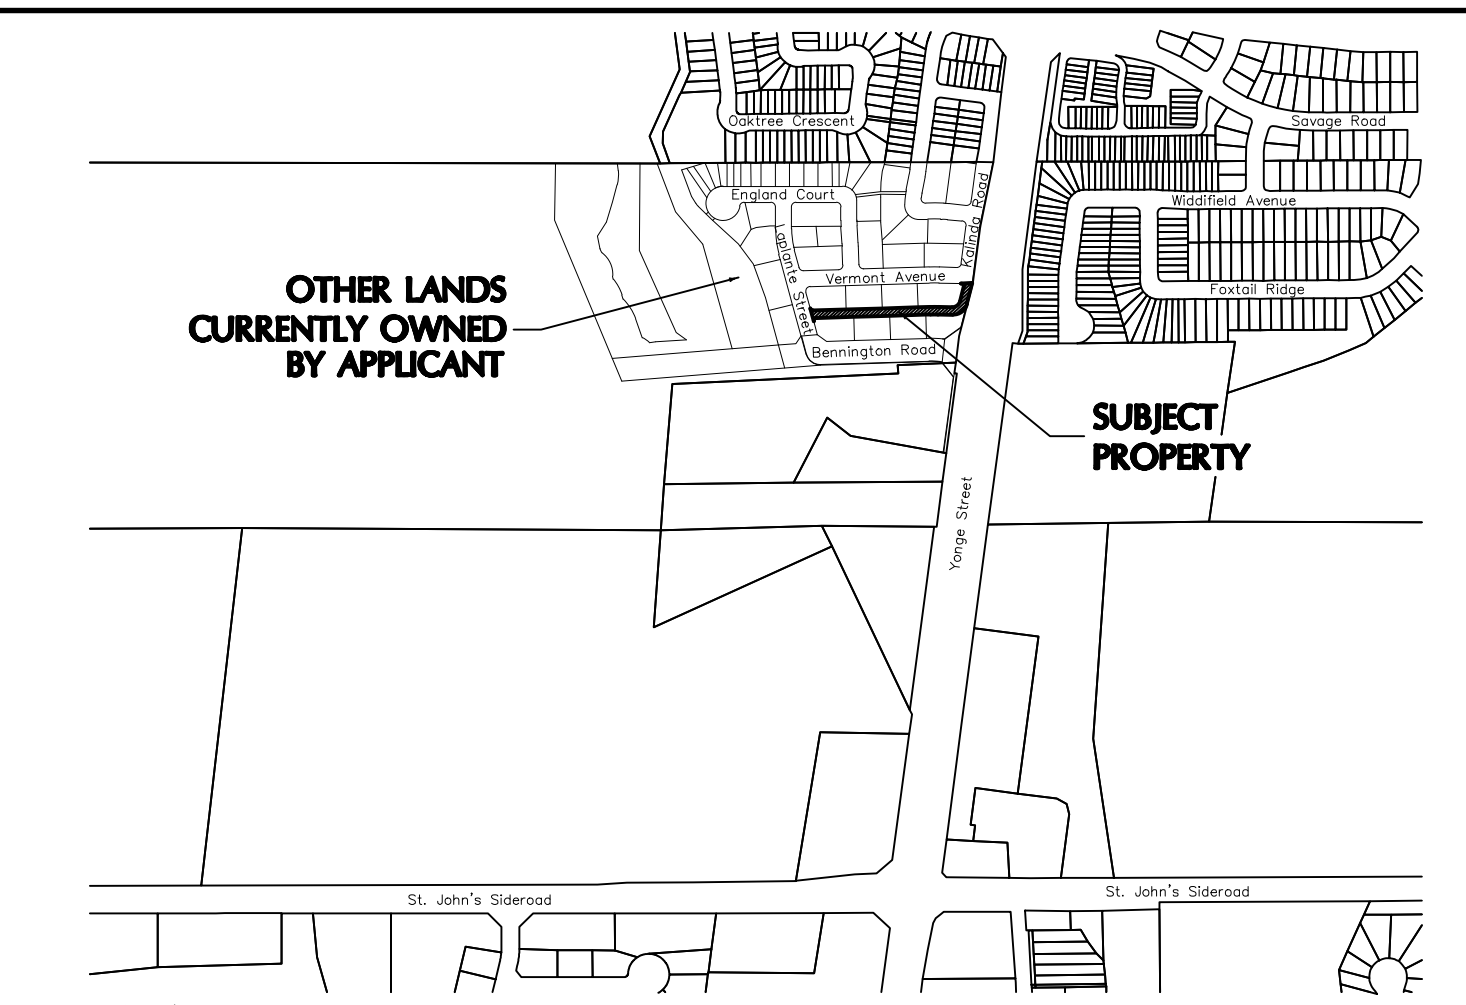 Oaktree Crescent
Savage Road
England Court
Kalinda Road
Widdifield Avenue
Laplante Street
Vermont Avenue
Foxtail Ridge
OTHER LANDS
CURRENTLY OWNED
BY APPLICANT
Bennington Road
SUBJECT
PROPERTY
Yonge Street
St. John's Sideroad
St. John's Sideroad